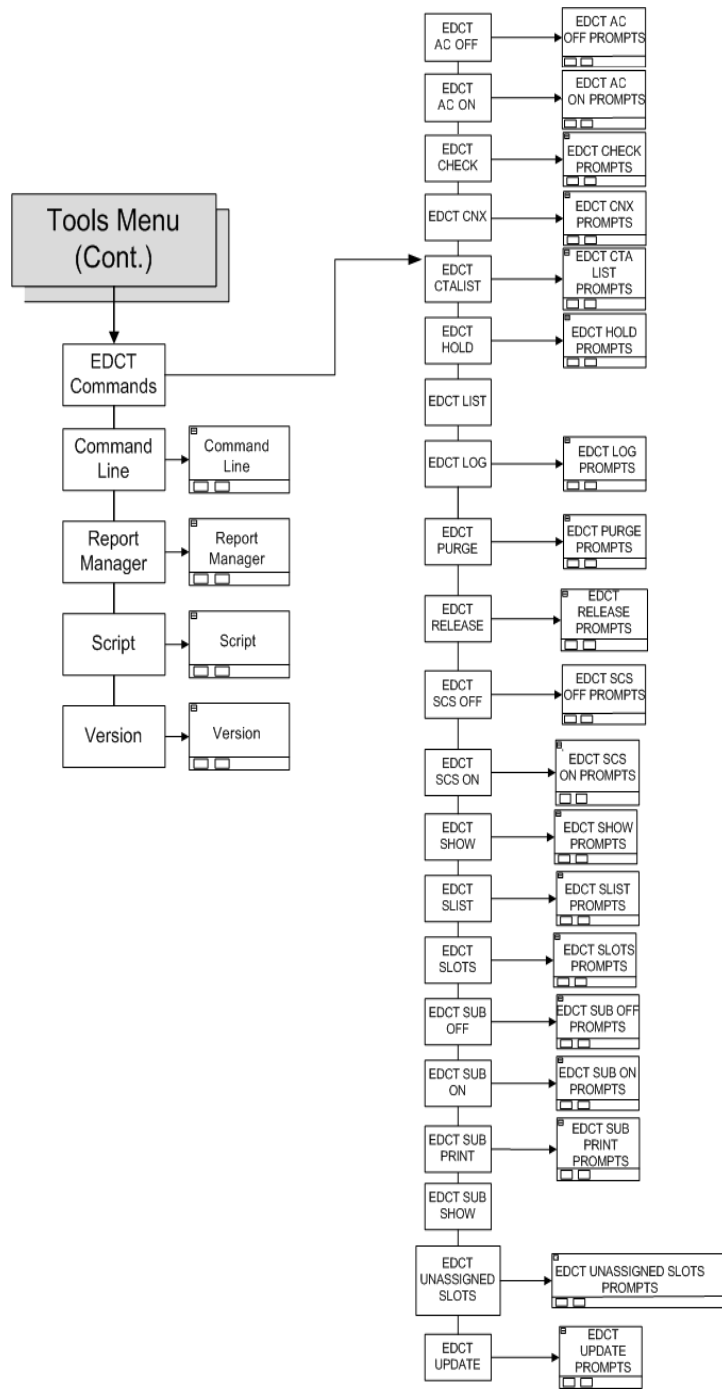 Tools Menu
(Cont.)
EDCT
Commands
Command
Line
Command
Line
Report
Manager
Report
Manager
Script
Script
Version
Version
EDCT
AC OFF
EDCT AC
OFF PROMPTS
EDCT
AC ON
EDCT AC
ON PROMPTS
EDCT
CHECK
EDCT CHECK
PROMPTS
EDCT CNX
EDCT CNX
PROMPTS
EDCT
CTALIST
EDCT CTA
LIST
PROMPTS
EDCT
HOLD
EDCT HOLD
PROMPTS
EDCT LIST
EDCT LOG
EDCT LOG
PROMPTS
EDCT
PURGE
EDCT PURGE
PROMPTS
EDCT
RELEASE
EDCT
RELEASE
PROMPTS
EDCT
SCS OFF
EDCT SCS
OFF PROMPTS
EDCT
SCS ON
EDCT SCS
ON PROMPTS
EDCT
SHOW
EDCT SHOW
PROMPTS
EDCT
SLIST
EDCT SLIST
PROMPTS
EDCT
SLOTS
EDCT SLOTS
PROMPTS
EDCT SUB
OFF
EDCT SUB OFF
PROMPTS
EDCT SUB
ON
EDCT SUB ON
PROMPTS
EDCT SUB
PRINT
EDCT SUB
PRINT
PROMPTS
EDCT SUB
SHOW
EDCT
UNASSIGNED
SLOTS
EDCT UNASSIGNED SLOTS
PROMPTS
EDCT
UPDATE
EDCT
UPDATE
PROMPTS